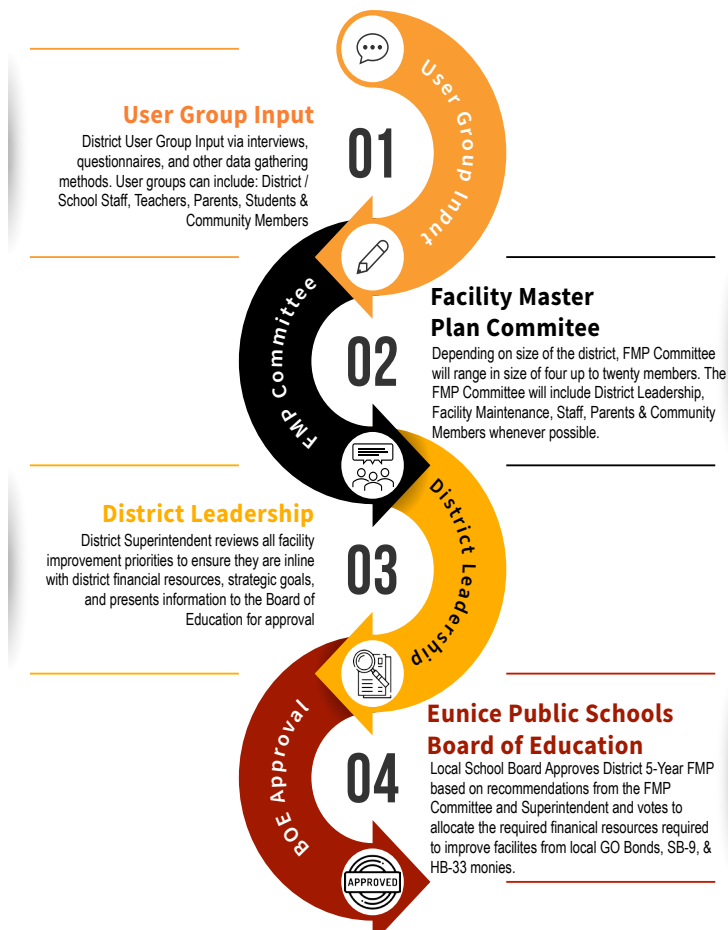 User Group Input
User Group Input
District User Group Input via interviews,
questionnaires, and other data gathering
methods. User groups can include: District /
School Staff, Teachers, Parents, Students &
Community Members
01
FMP Committee
02
Facility Master
Plan Commitee
Depending on size of the district, FMP Committee
will range in size of four up to twenty members. The
FMP Committee will include District Leadership,
Facility Maintenance, Staff, Parents & Community
Members whenever possible.
District Leadership
District Superintendent reviews all facility
improvement priorities to ensure they are inline
with district financial resources, strategic goals,
and presents information to the Board of
Education for approval
03
District Leadership
BOE Approval
04
Eunice Public Schools
Board of Education
Local School Board Approves District 5-Year FMP
based on recommendations from the FMP
Committee and Superintendent and votes to
allocate the required finanical resources required
to improve facilites from local GO Bonds, SB-9, &
HB-33 monies.
APPROVED